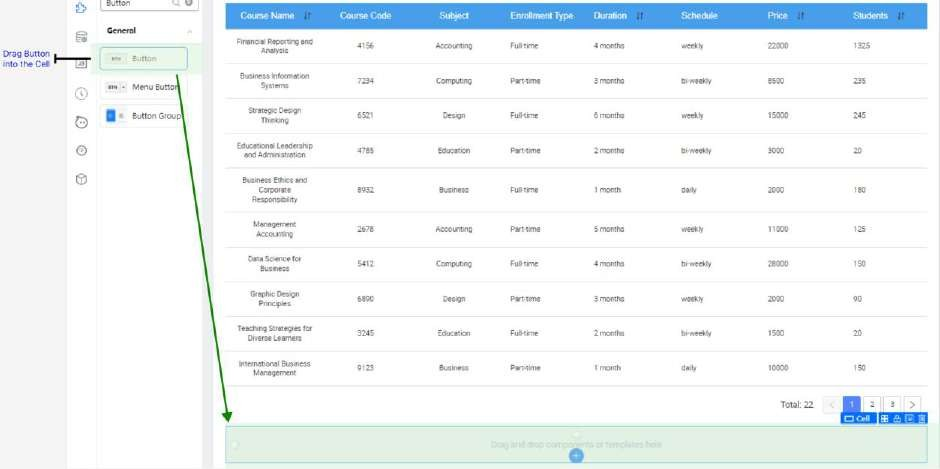 Button
General
Drag Button
into the Cell
BTN Button
BTN Menu Button
Button Group
Course Name Course Code Subject Enrollment Type Duration Schedule Price Students
Financial Reporting and
Analysis 4156 Accounting Full-time 4 months weekly 22000 1325
Business Information
Systems 7234 Computing Part-time 3 months bi-weekly 8500 235
Strategic Design
Thinking 6521 Design Full-time 6 months weekly 15000 245
Educational Leadership
and Administration 4785 Education Part-time 2 months bi-weekly 3000 20
Business Ethics and
Corporate
Responsibility 8932 Business Full-time 1 month daily 2000 180
Management
Accounting 2678 Accounting Part-time 5 months weekly 11000 125
Data Science for
Business 5412 Computing Full-time 4 months bi-weekly 28000 150
Graphic Design
Principles 6890 Design Part-time 3 months weekly 2000 90
Teaching Strategies for
Diverse Learners 3245 Education Full-time 2 months bi-weekly 1500 20
International Business
Management 9123 Business Part-time 1 month daily 10000 150
Total: 22 < 1 2 3 >
Cell
Drag and drop components or templates here